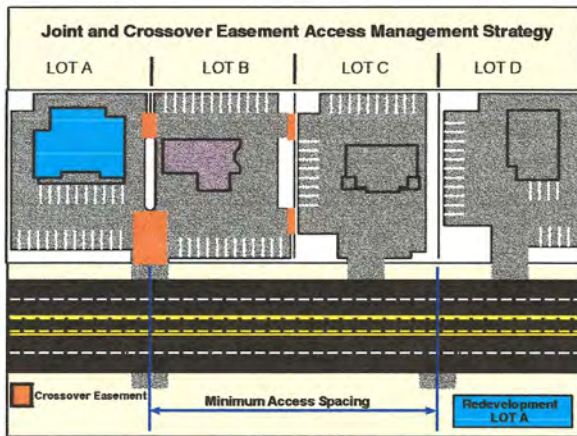 Joint and Crossover Easement Access Management Strategy
LOT A LOT B LOT C LOT D
Crossover Easement
Minimum Access Spacing
Redevelopment
LOT A